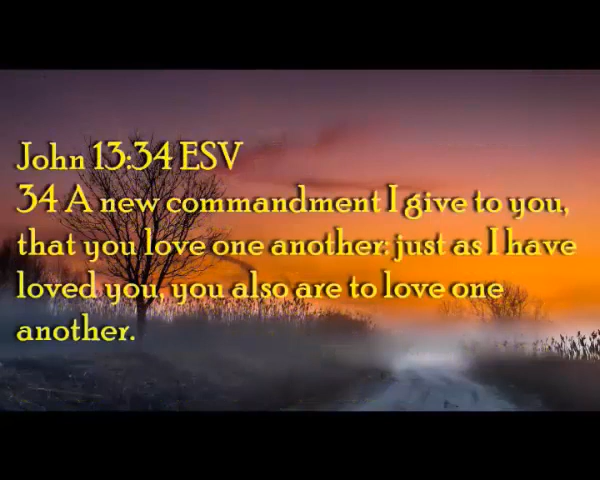 John 13:34 ESV
34 A new commandment I give to you,
that you love one another: just as I have
loved you, you also are to love one
another.